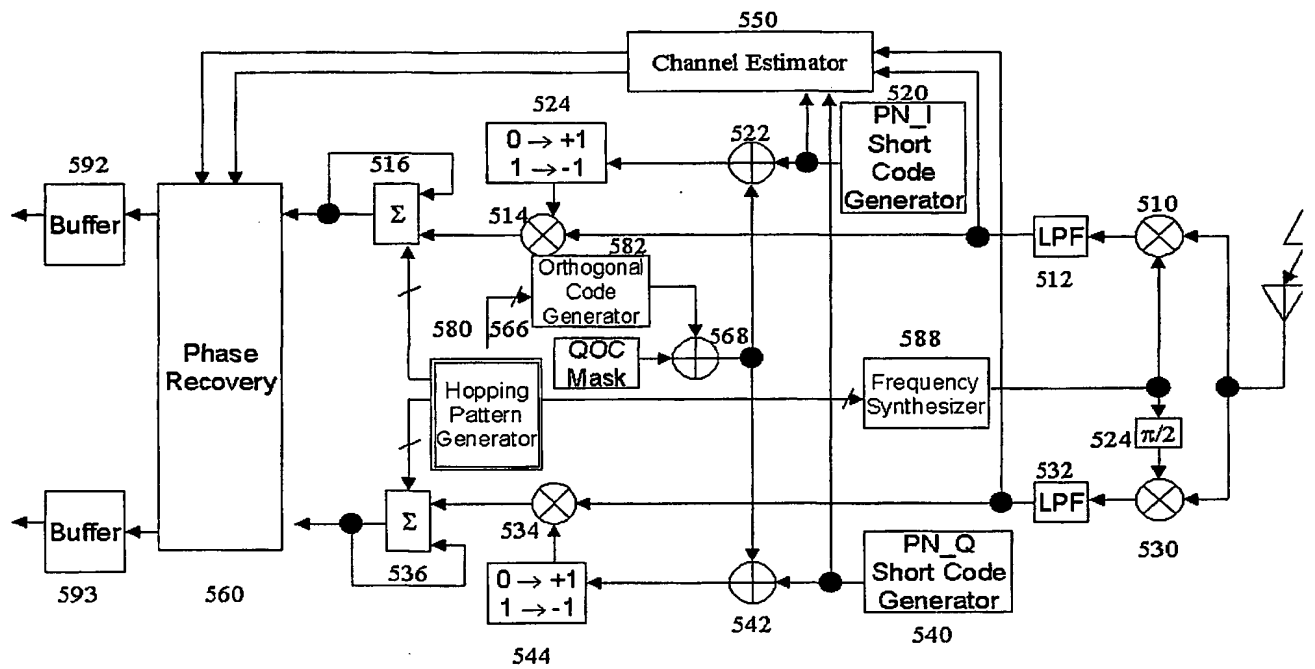 550
Channel Estimator
524
0 → +1
1 → -1
522
520
PN_I
Short
Code
Generator
592
Buffer
516
Σ
514
510
LPF
512
582
Orthogonal
Code
Generator
580
566
568
QOC
Mask
588
Frequency
Synthesizer
Phase
Recovery
Hopping
Pattern
Generator
524
π/2
532
LPF
530
Buffer
593
560
Σ
536
534
0 → +1
1 → -1
544
542
PN_Q
Short Code
Generator
540